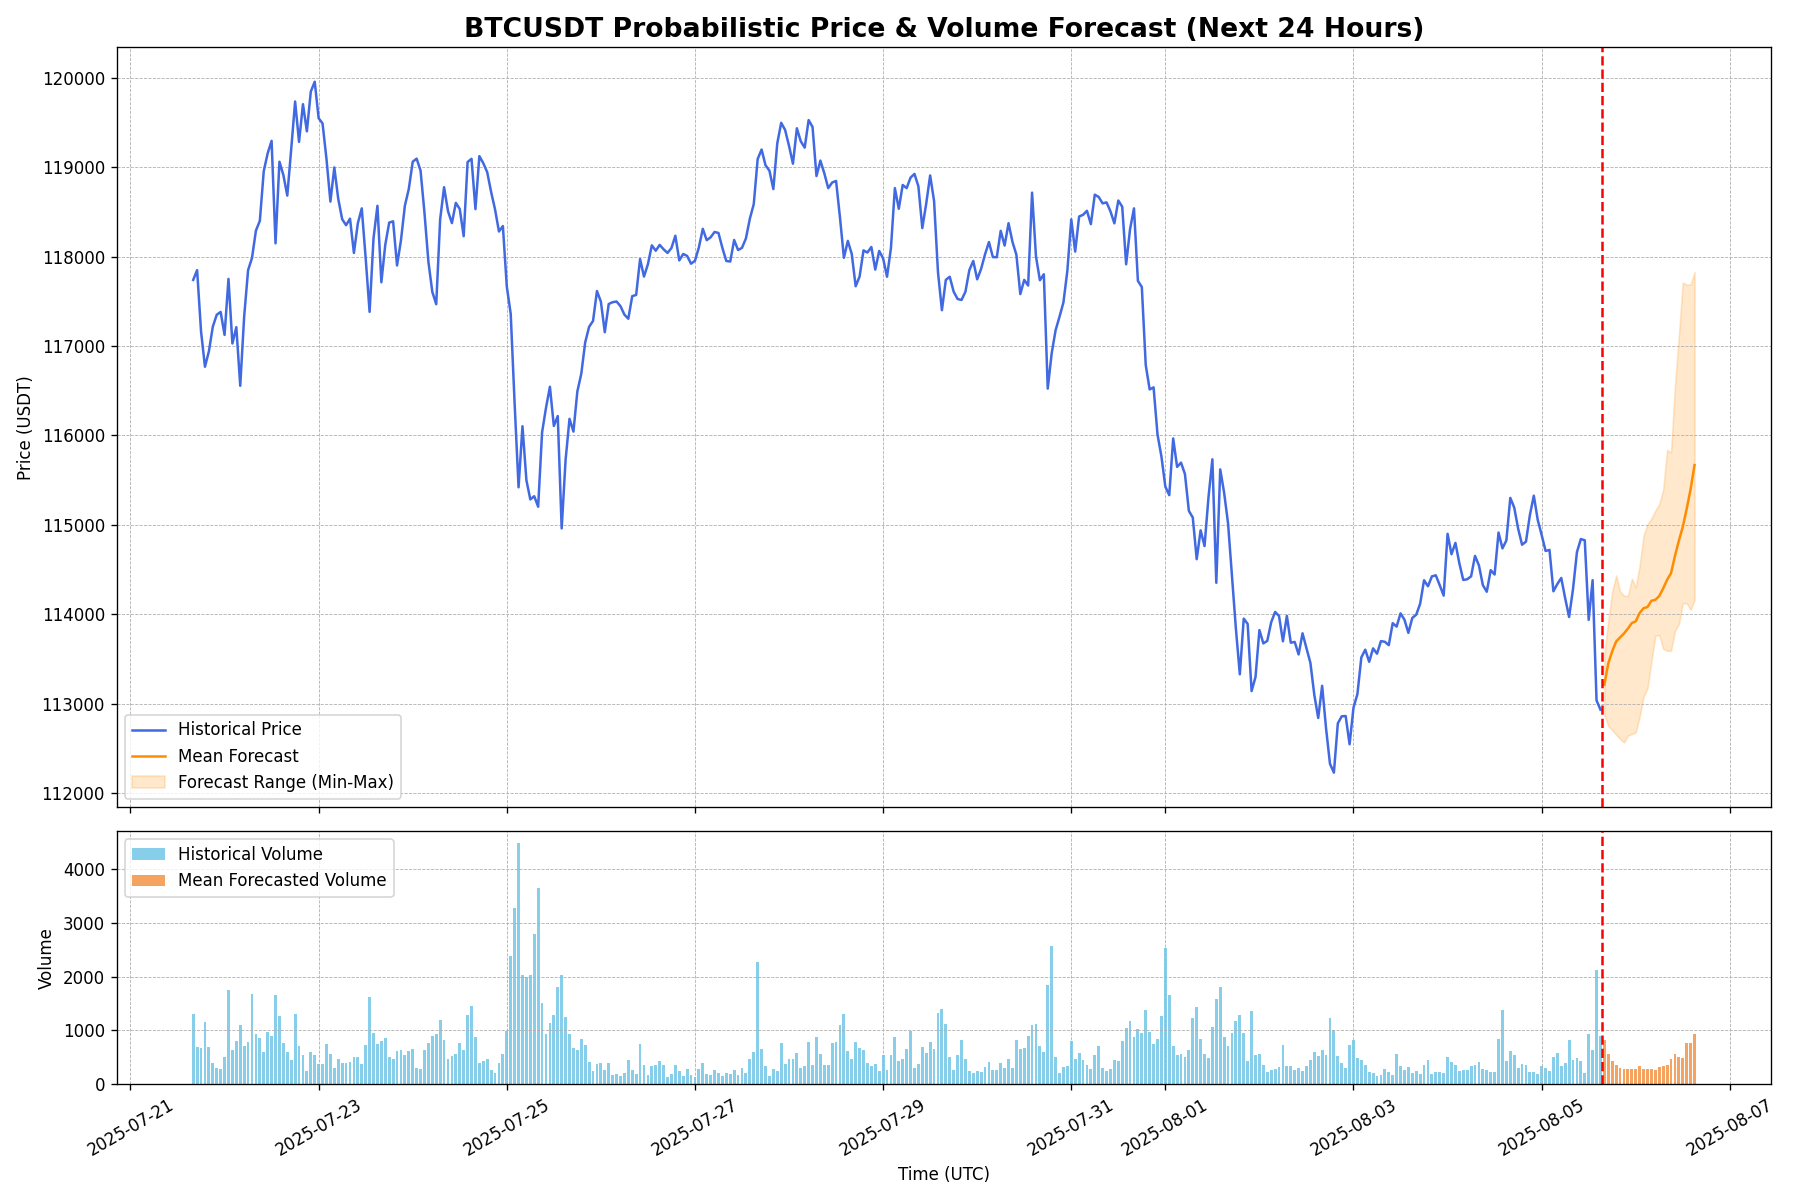 BTCUSDT Probabilistic Price & Volume Forecast (Next 24 Hours)
120000
119000
118000
117000
116000
115000
114000
113000
112000
Price (USDT)
Historical Price
Mean Forecast
Forecast Range (Min-Max)
Historical Volume
Mean Forecasted Volume
4000
3000
2000
1000
0
Volume
2025-07-21
2025-07-23
2025-07-25
2025-07-27
2025-07-29
2025-07-31
2025-08-01
2025-08-03
2025-08-05
2025-08-07
Time (UTC)